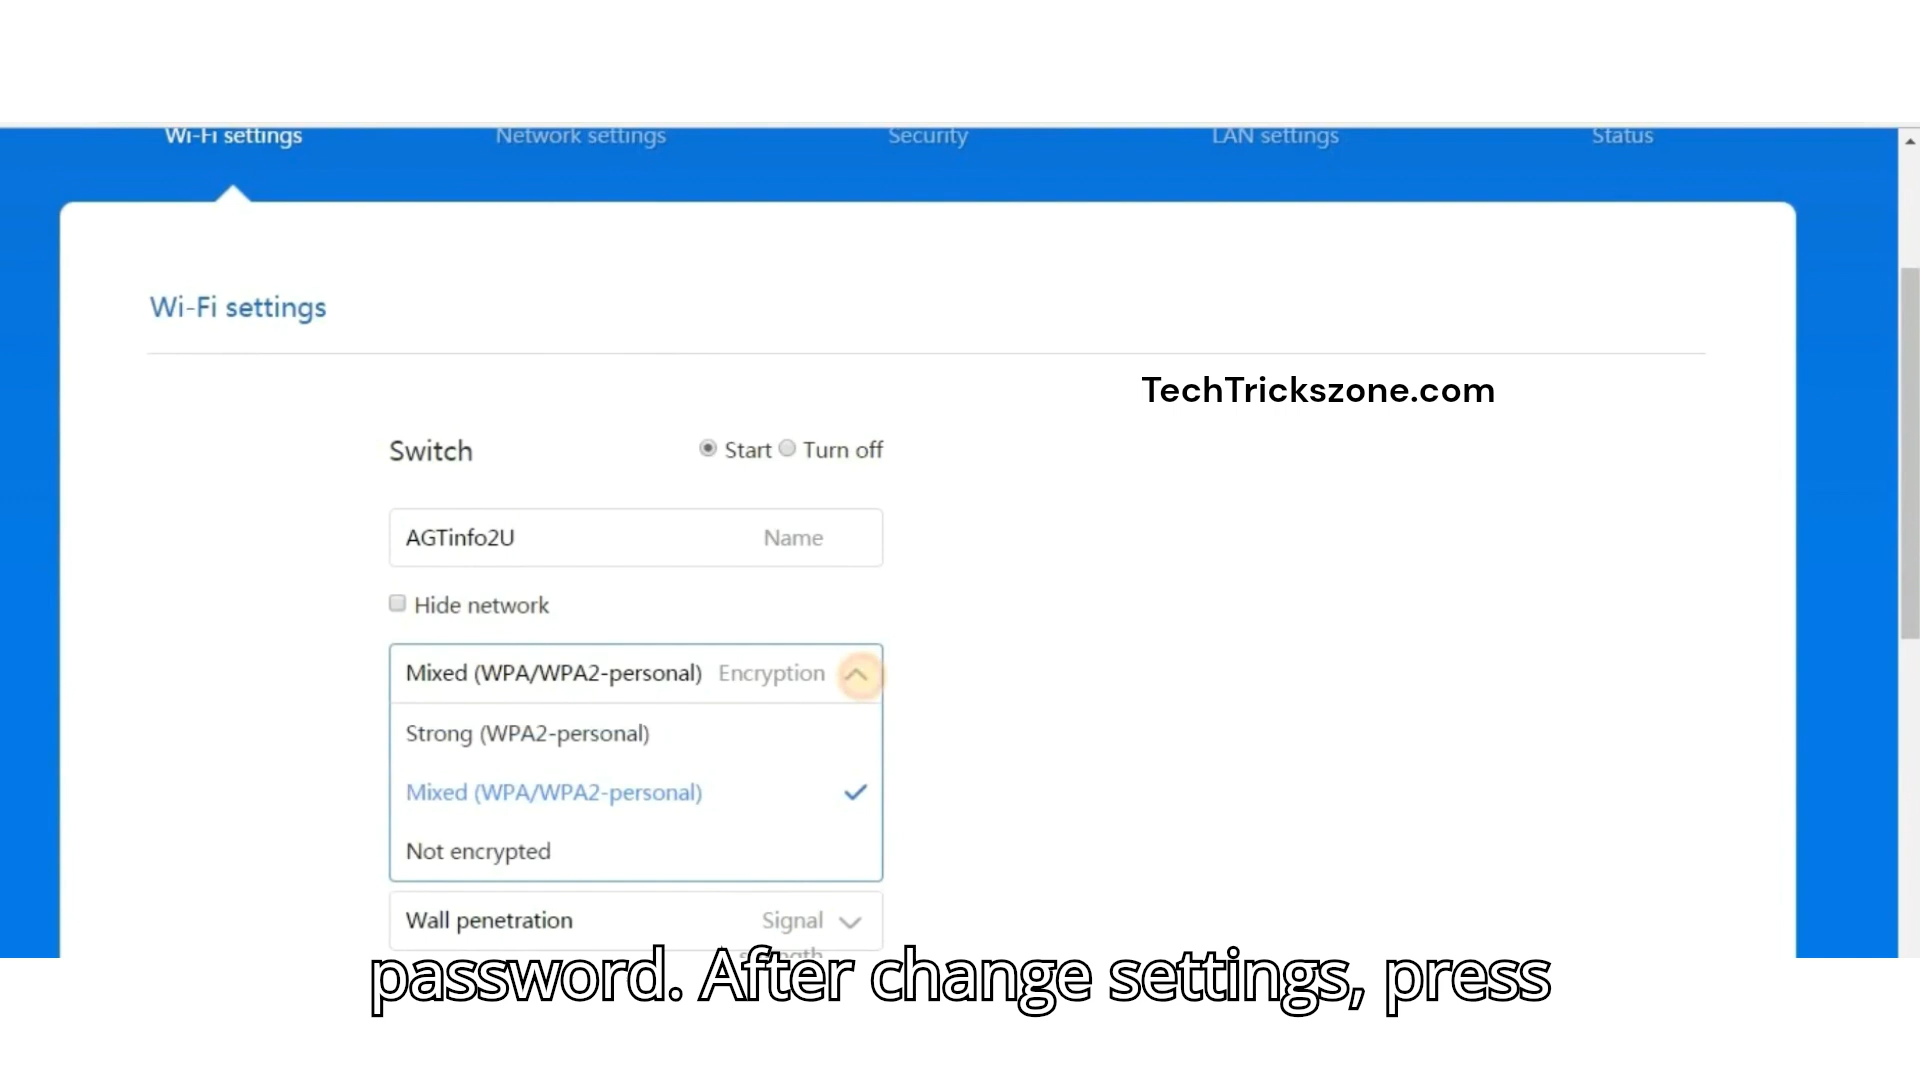 Wi-Fi settings Network settings Security LAN settings Status
Wi-Fi settings
TechTrickszone.com
Switch Start Turn off
AGTinfo2U Name
Hide network
Mixed (WPA/WPA2-personal) Encryption
Strong (WPA2-personal)
Mixed (WPA/WPA2-personal)
Not encrypted
Wall penetration Signal
password. After change settings, press